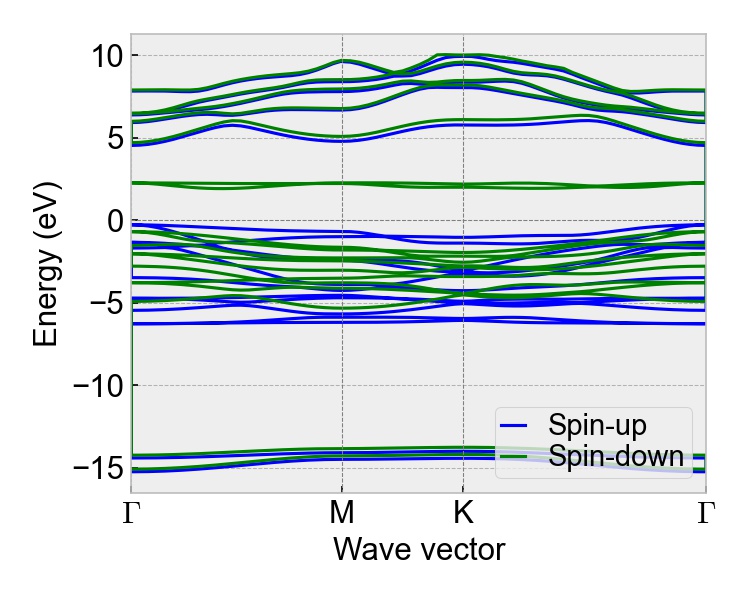 10
5
0
−5
−10
−15
Energy (eV)
Spin-up
Spin-down
Γ M K Γ
Wave vector